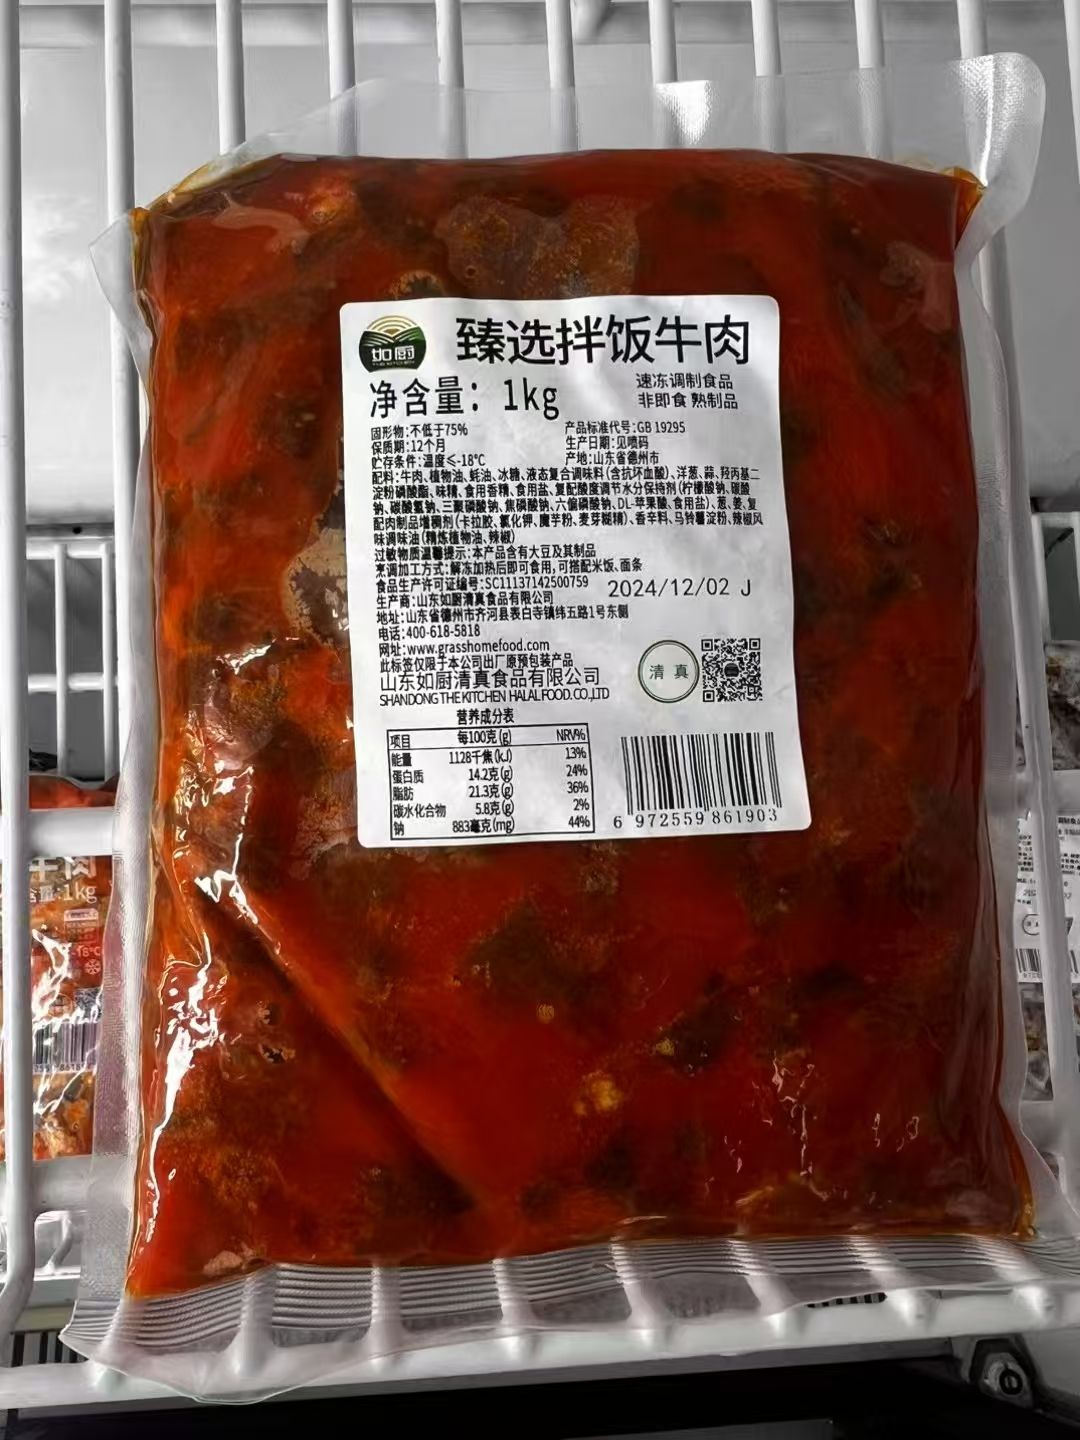 如厨
臻选拌饭牛肉
净含量：1kg
速冻调制食品
非即食 熟制品
固形物:不低于75%
产品标准代号:GB 19295
保质期:12个月
生产日期:见喷码
贮存条件:温度≤-18°C
产地:山东省德州市
配料:牛肉、植物油、蚝油、冰糖、液态复合调味料(含抗坏血酸)、洋葱、蒜、羟丙基二
淀粉磷酸酯、味精、食用香精、食用盐、复配酸度调节水分保持剂(柠檬酸钠、碳酸
钠、碳酸氢钠、三聚磷酸钠、焦磷酸钠、六偏磷酸钠、DL-苹果酸、食用盐)、葱、姜、复
配肉制品增稠剂(卡拉胶、氯化钾、魔芋粉、麦芽糊精)、香辛料、马铃薯淀粉、辣椒风
味调味油(精炼植物油、辣椒)
过敏物质温馨提示:本产品含有大豆及其制品
烹调加工方式:解冻加热后即可食用,可搭配米饭、面条
食品生产许可证编号:SC11137142500759
2024/12/02 J
生产商:山东如厨清真食品有限公司
地址:山东省德州市齐河县表白寺镇纬五路1号东侧
电话:400-618-5818
网址:www.grasshomefood.com
此标签仅限于本公司出厂原预包装产品
山东如厨清真食品有限公司
SHANDONG THE KITCHEN HALAL FOOD. CO.,LTD
清真
营养成分表
项目 每100克(g) NRV%
能量 1128千焦(kJ) 13%
蛋白质 14.2克(g) 24%
脂肪 21.3克(g) 36%
碳水化合物 5.8克(g) 2%
钠 883毫克(mg) 44%
6 972559 861903
牛肉
含量:1kg
-18°C